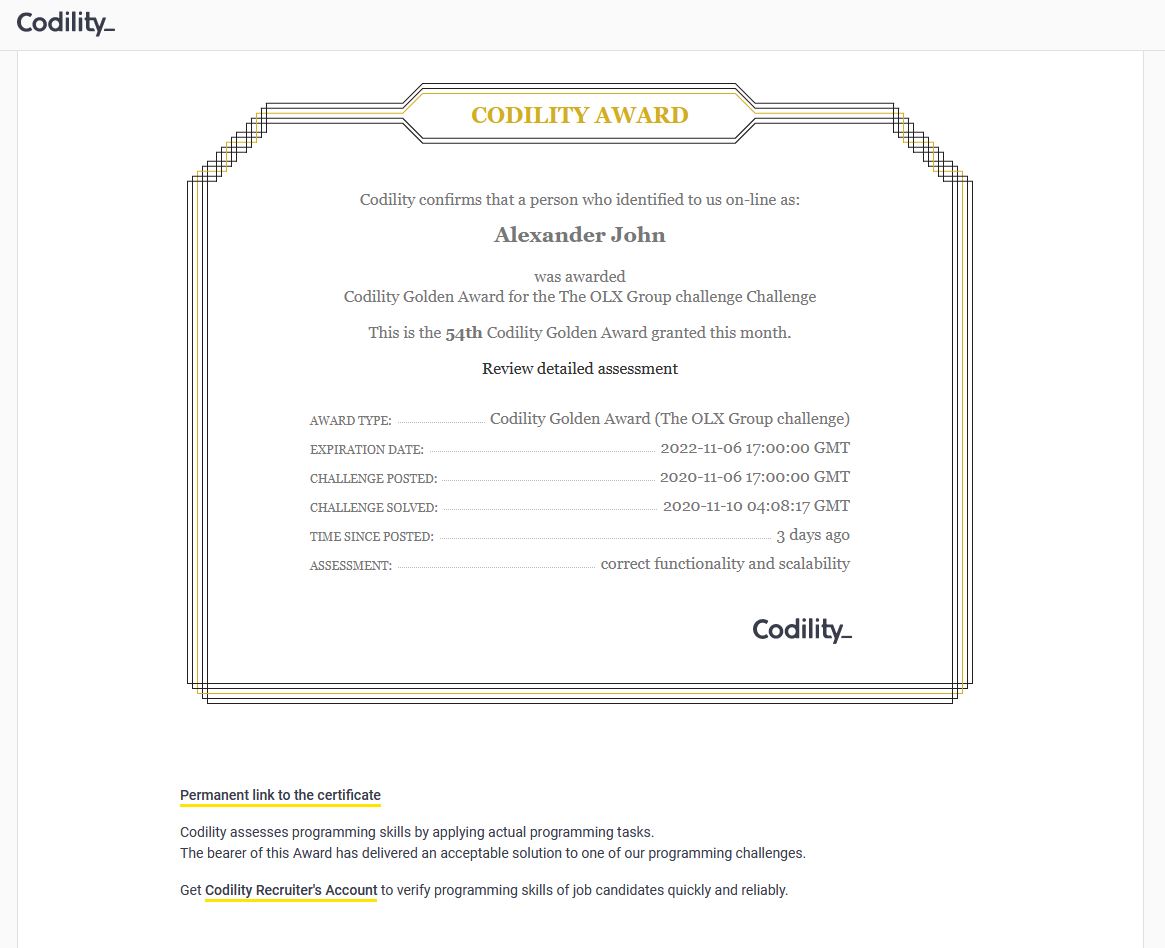 Codility_
CODILITY AWARD
Codility confirms that a person who identified to us on-line as:
Alexander John
was awarded
Codility Golden Award for the The OLX Group challenge Challenge
This is the 54th Codility Golden Award granted this month.
Review detailed assessment
AWARD TYPE: Codility Golden Award (The OLX Group challenge)
EXPIRATION DATE: 2022-11-06 17:00:00 GMT
CHALLENGE POSTED: 2020-11-06 17:00:00 GMT
CHALLENGE SOLVED: 2020-11-10 04:08:17 GMT
TIME SINCE POSTED: 3 days ago
ASSESSMENT: correct functionality and scalability
Codility_
Permanent link to the certificate
Codility assesses programming skills by applying actual programming tasks.
The bearer of this Award has delivered an acceptable solution to one of our programming challenges.
Get Codility Recruiter's Account to verify programming skills of job candidates quickly and reliably.